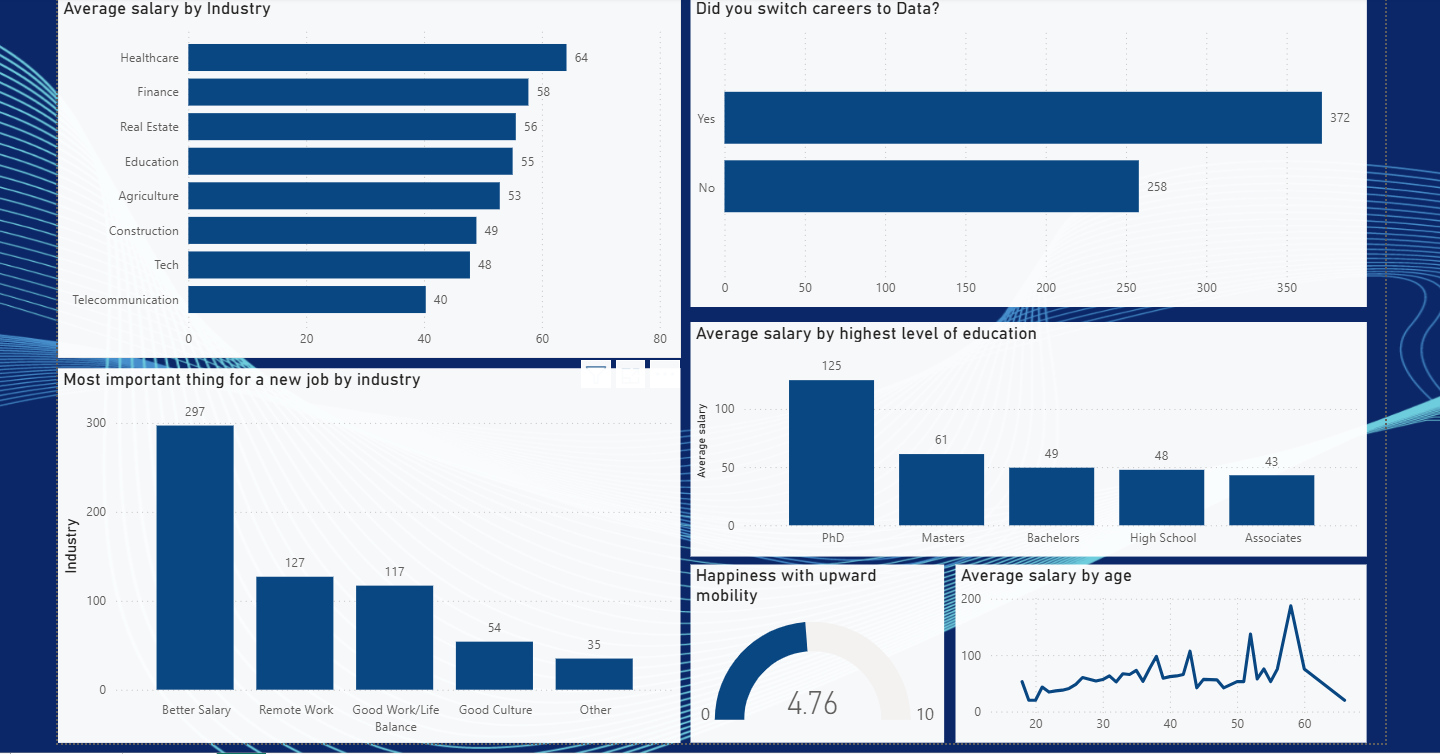 Average salary by Industry
Healthcare 64
Finance 58
Real Estate 56
Education 55
Agriculture 53
Construction 49
Tech 48
Telecommunication 40
0 20 40 60 80
Did you switch careers to Data?
Yes 372
No 258
0 50 100 150 200 250 300 350
Most important thing for a new job by industry
Industry
300
200
100
0
297
127
117
54
35
Better Salary Remote Work Good Work/Life Good Culture Other
Balance
Average salary by highest level of education
Average salary
100
50
0
125
61
49
48
43
PhD Masters Bachelors High School Associates
Happiness with upward
mobility
4.76
0 10
Average salary by age
200
100
0
20 30 40 50 60